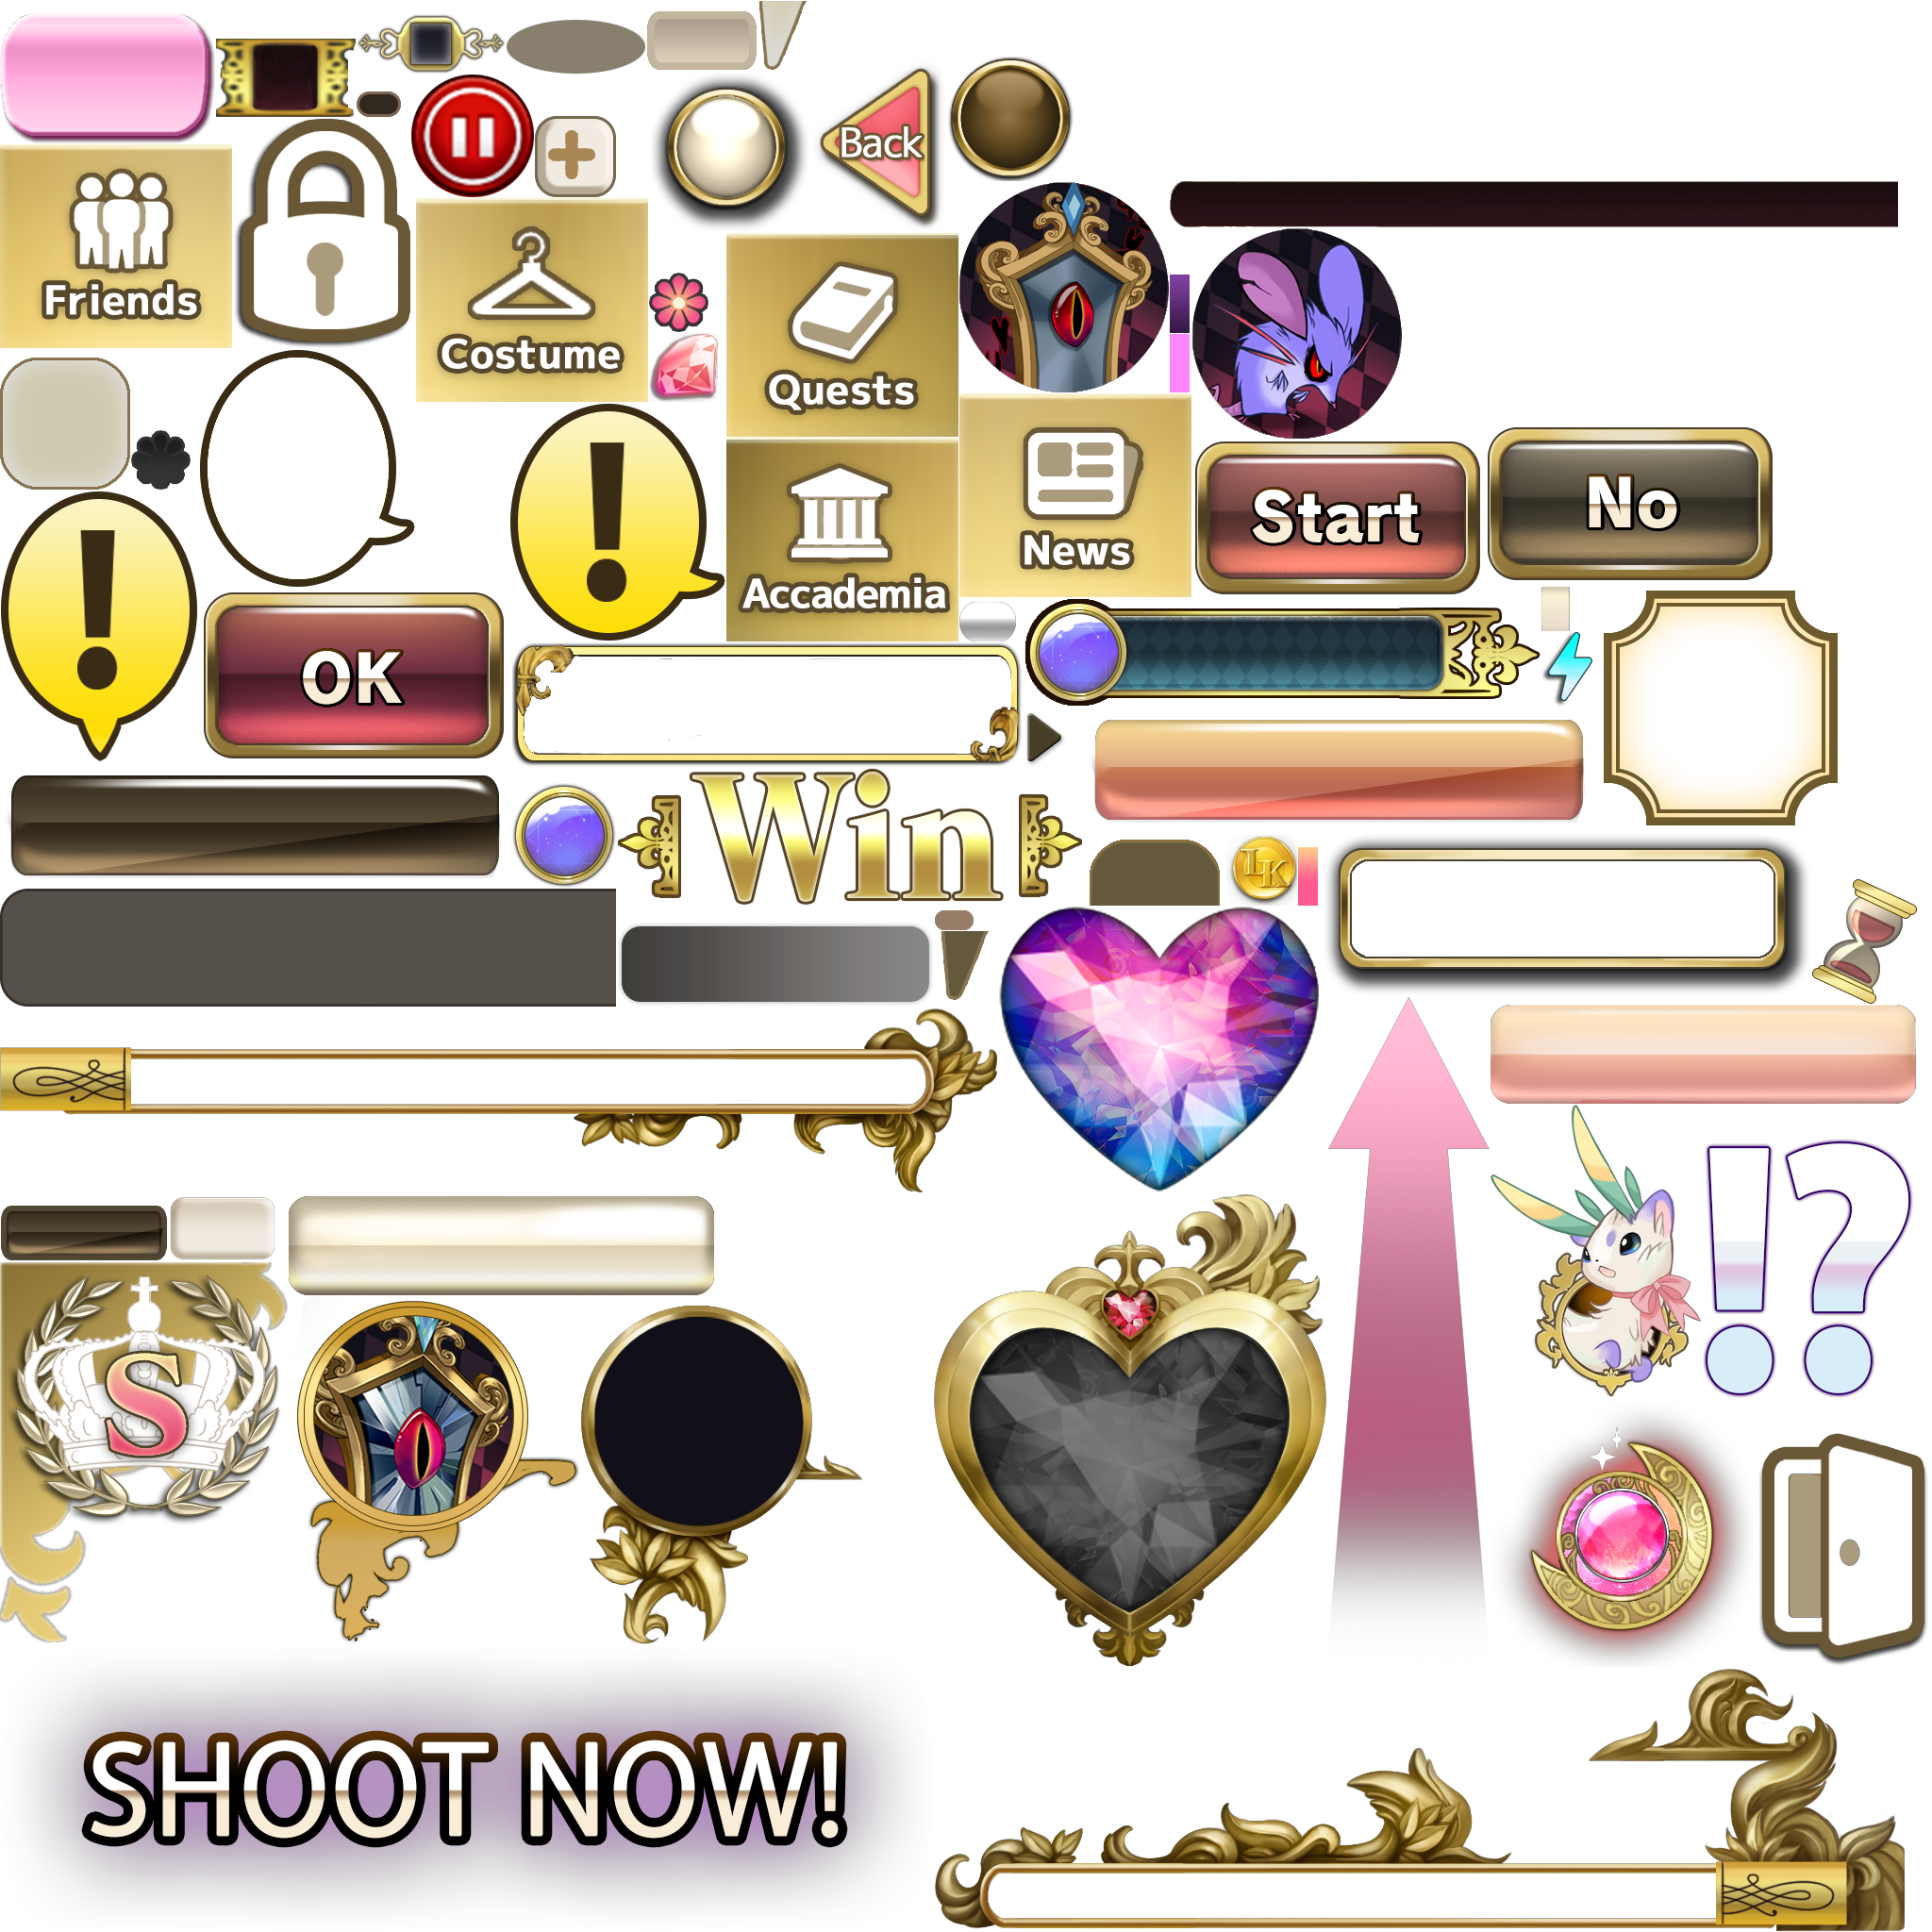 Back
Friends
Costume
Quests
Accademia
News
Start
No
OK
Win
LK
S
!?
SHOOT NOW!